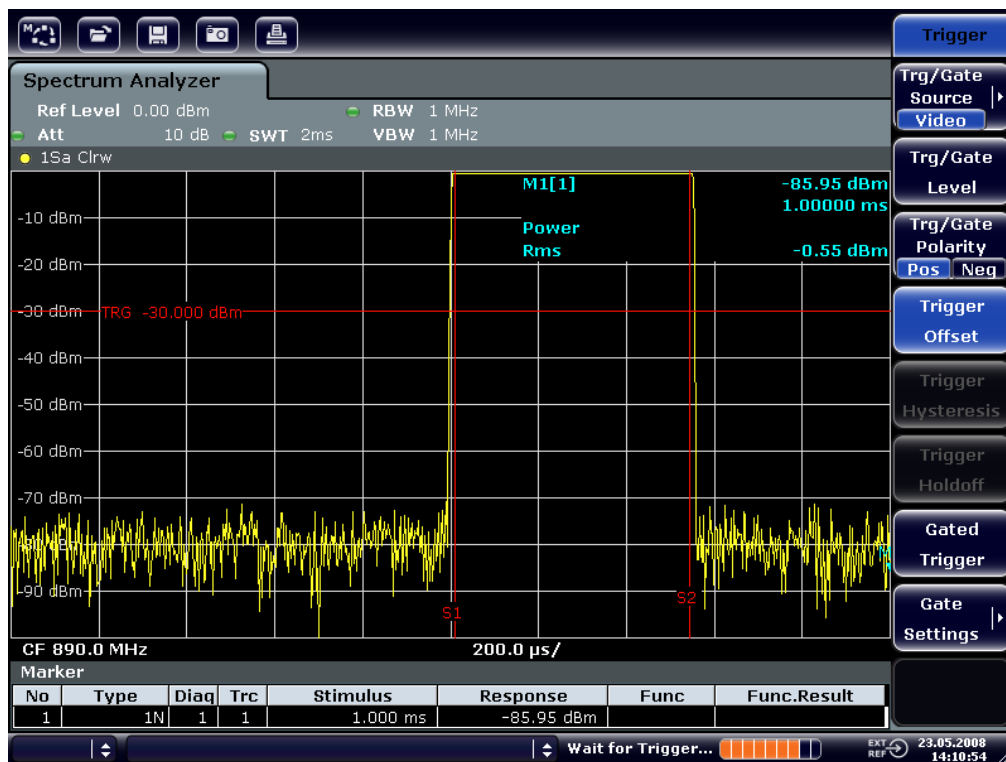 Trigger
Spectrum Analyzer
Ref Level 0.00 dBm RBW 1 MHz
Att 10 dB SWT 2ms VBW 1 MHz
1Sa Clrw
M1[1] -85.95 dBm
1.00000 ms
Power
Rms -0.55 dBm
-10 dBm
-20 dBm
-30 dBm TRG -30.000 dBm
-40 dBm
-50 dBm
-60 dBm
-70 dBm
-80 dBm
-90 dBm
S1 S2
CF 890.0 MHz 200.0 µs/
Marker
No Type Diag Trc Stimulus Response Func Func.Result
1 1N 1 1 1.000 ms -85.95 dBm
Trg/Gate
Source
Video
Trg/Gate
Level
Trg/Gate
Polarity
Pos Neg
Trigger
Offset
Trigger
Hysteresis
Trigger
Holdoff
Gated
Trigger
Gate
Settings
Wait for Trigger...
EXT
REF
23.05.2008
14:10:54